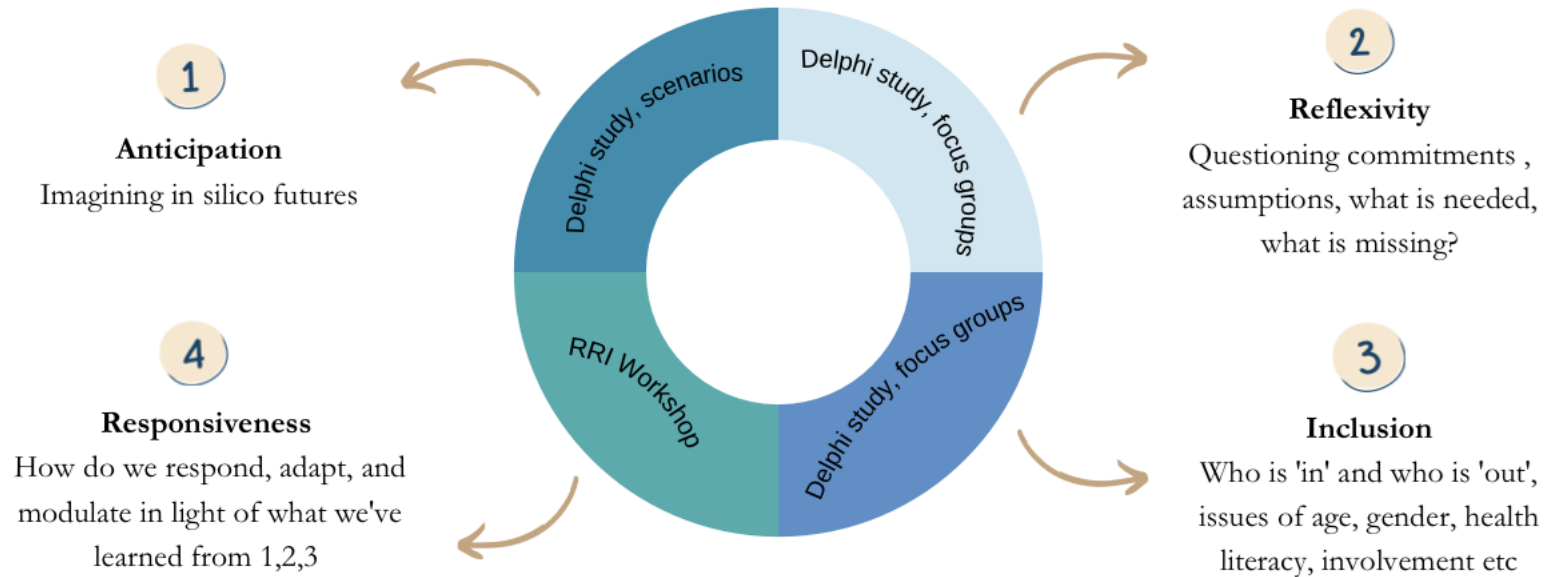 1
Anticipation
Imagining in silico futures
Delphi study, scenarios
Delphi study, focus groups
2
Reflexivity
Questioning commitments ,
assumptions, what is needed,
what is missing?
4
Responsiveness
How do we respond, adapt, and
modulate in light of what we've
learned from 1,2,3
RRI Workshop
Delphi study, focus groups
3
Inclusion
Who is 'in' and who is 'out',
issues of age, gender, health
literacy, involvement etc